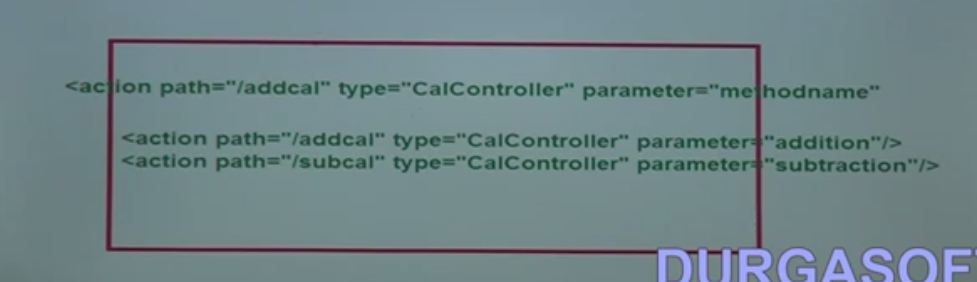 <action path="/addcal" type="CalController" parameter="methodname"
<action path="/addcal" type="CalController" parameter="addition"/>
<action path="/subcal" type="CalController" parameter="subtraction"/>
DURGASOFT